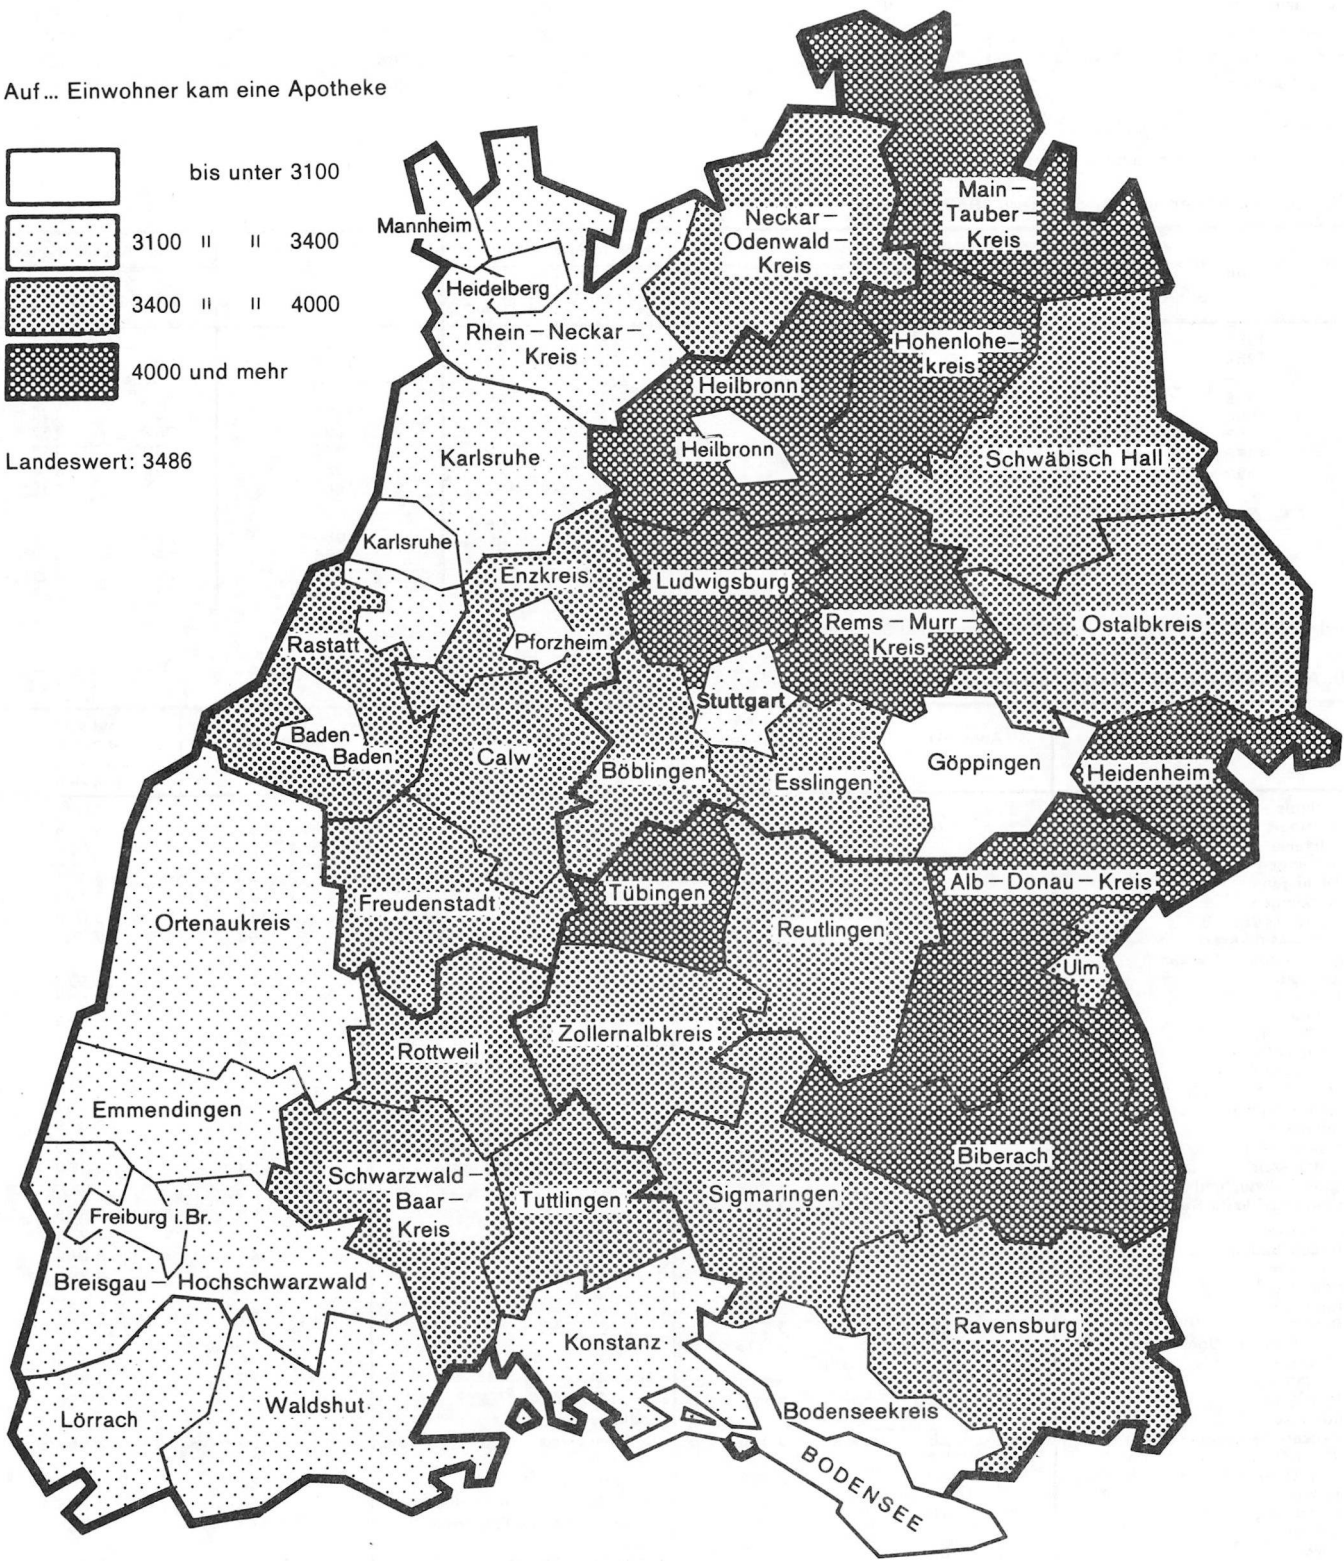 Auf... Einwohner kam eine Apotheke
bis unter 3100
3100 " " 3400
3400 " " 4000
4000 und mehr
Landeswert: 3486
Main-
Tauber-
Kreis
Neckar-
Odenwald-
Kreis
Mannheim
Heidelberg
Rhein-Neckar-
Kreis
Hohenlohe-
kreis
Heilbronn
Heilbronn
Karlsruhe
Schwäbisch Hall
Karlsruhe
Enzkreis
Ludwigsburg
Pforzheim
Rems-Murr-
Kreis
Ostalbkreis
Rastatt
Stuttgart
Baden-
Baden
Calw
Böblingen
Esslingen
Göppingen
Heidenheim
Freudenstadt
Tübingen
Alb-Donau-Kreis
Ortenaukreis
Reutlingen
Ulm
Rottweil
Zollernalbkreis
Emmendingen
Biberach
Schwarzwald-
Baar-
Kreis
Tuttlingen
Sigmaringen
Freiburg i.Br.
Breisgau-Hochschwarzwald
Konstanz
Ravensburg
Lörrach
Waldshut
Bodenseekreis
BODENSEE